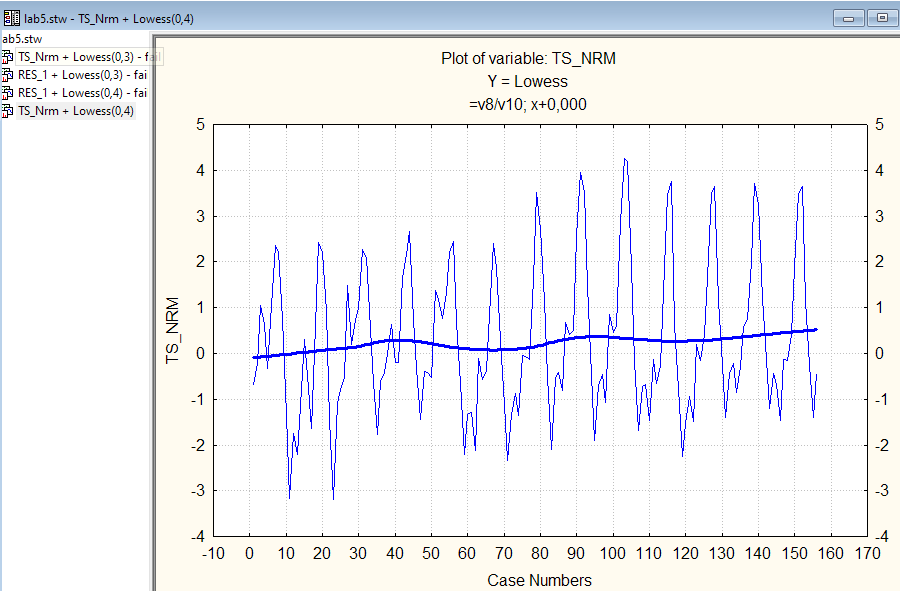 lab5.stw - TS_Nrm + Lowess(0,4)
ab5.stw
TS_Nrm + Lowess(0,3) - fail
RES_1 + Lowess(0,3) - fai
RES_1 + Lowess(0,4) - fai
TS_Nrm + Lowess(0,4)
Plot of variable: TS_NRM
Y = Lowess
=v8/v10; x+0,000
5 5
4 4
3 3
2 2
1 1
0 0
-1 -1
-2 -2
-3 -3
-4 -4
TS_NRM
-10 0 10 20 30 40 50 60 70 80 90 100 110 120 130 140 150 160 170
Case Numbers